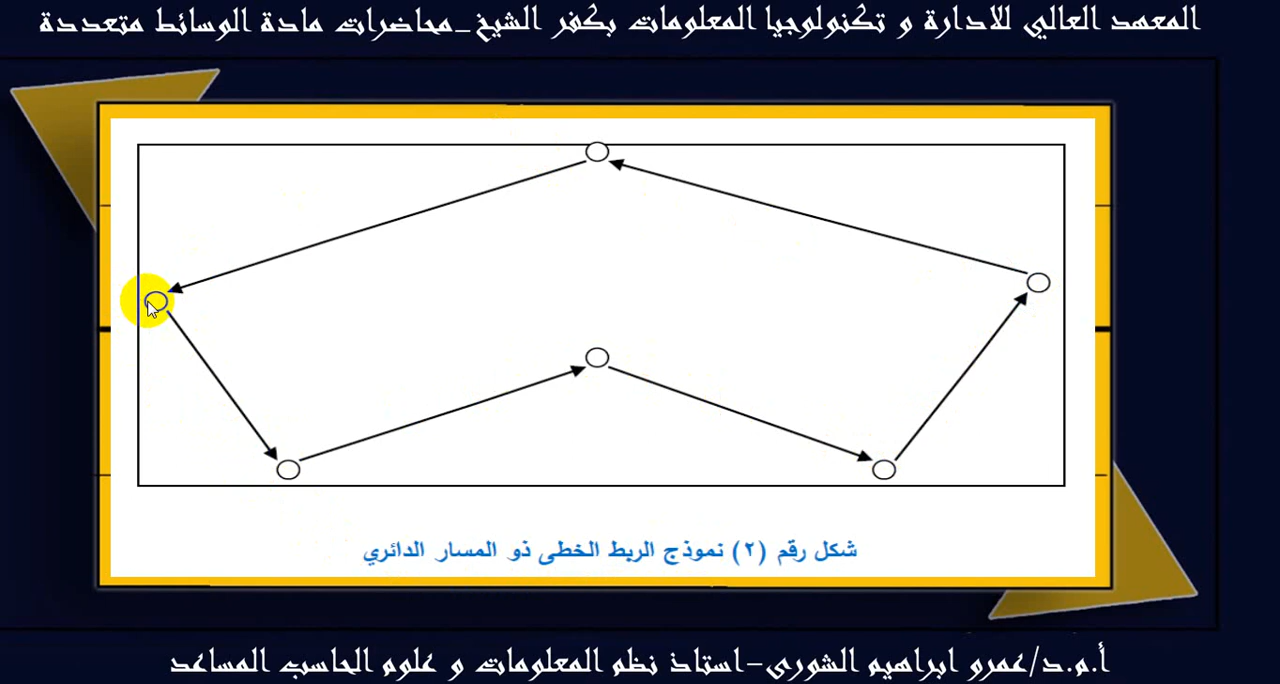 المعهد العالي للادارة و تكنولوجيا المعلومات بكفر الشيخ_محاضرات مادة الوسائط متعددة
شكل رقم (٢) نموذج الربط الخطى ذو المسار الدائري
أ.م.د/عمرو ابراهيم الشورى-استاذ نظم المعلومات و علوم الحاسب المساعد